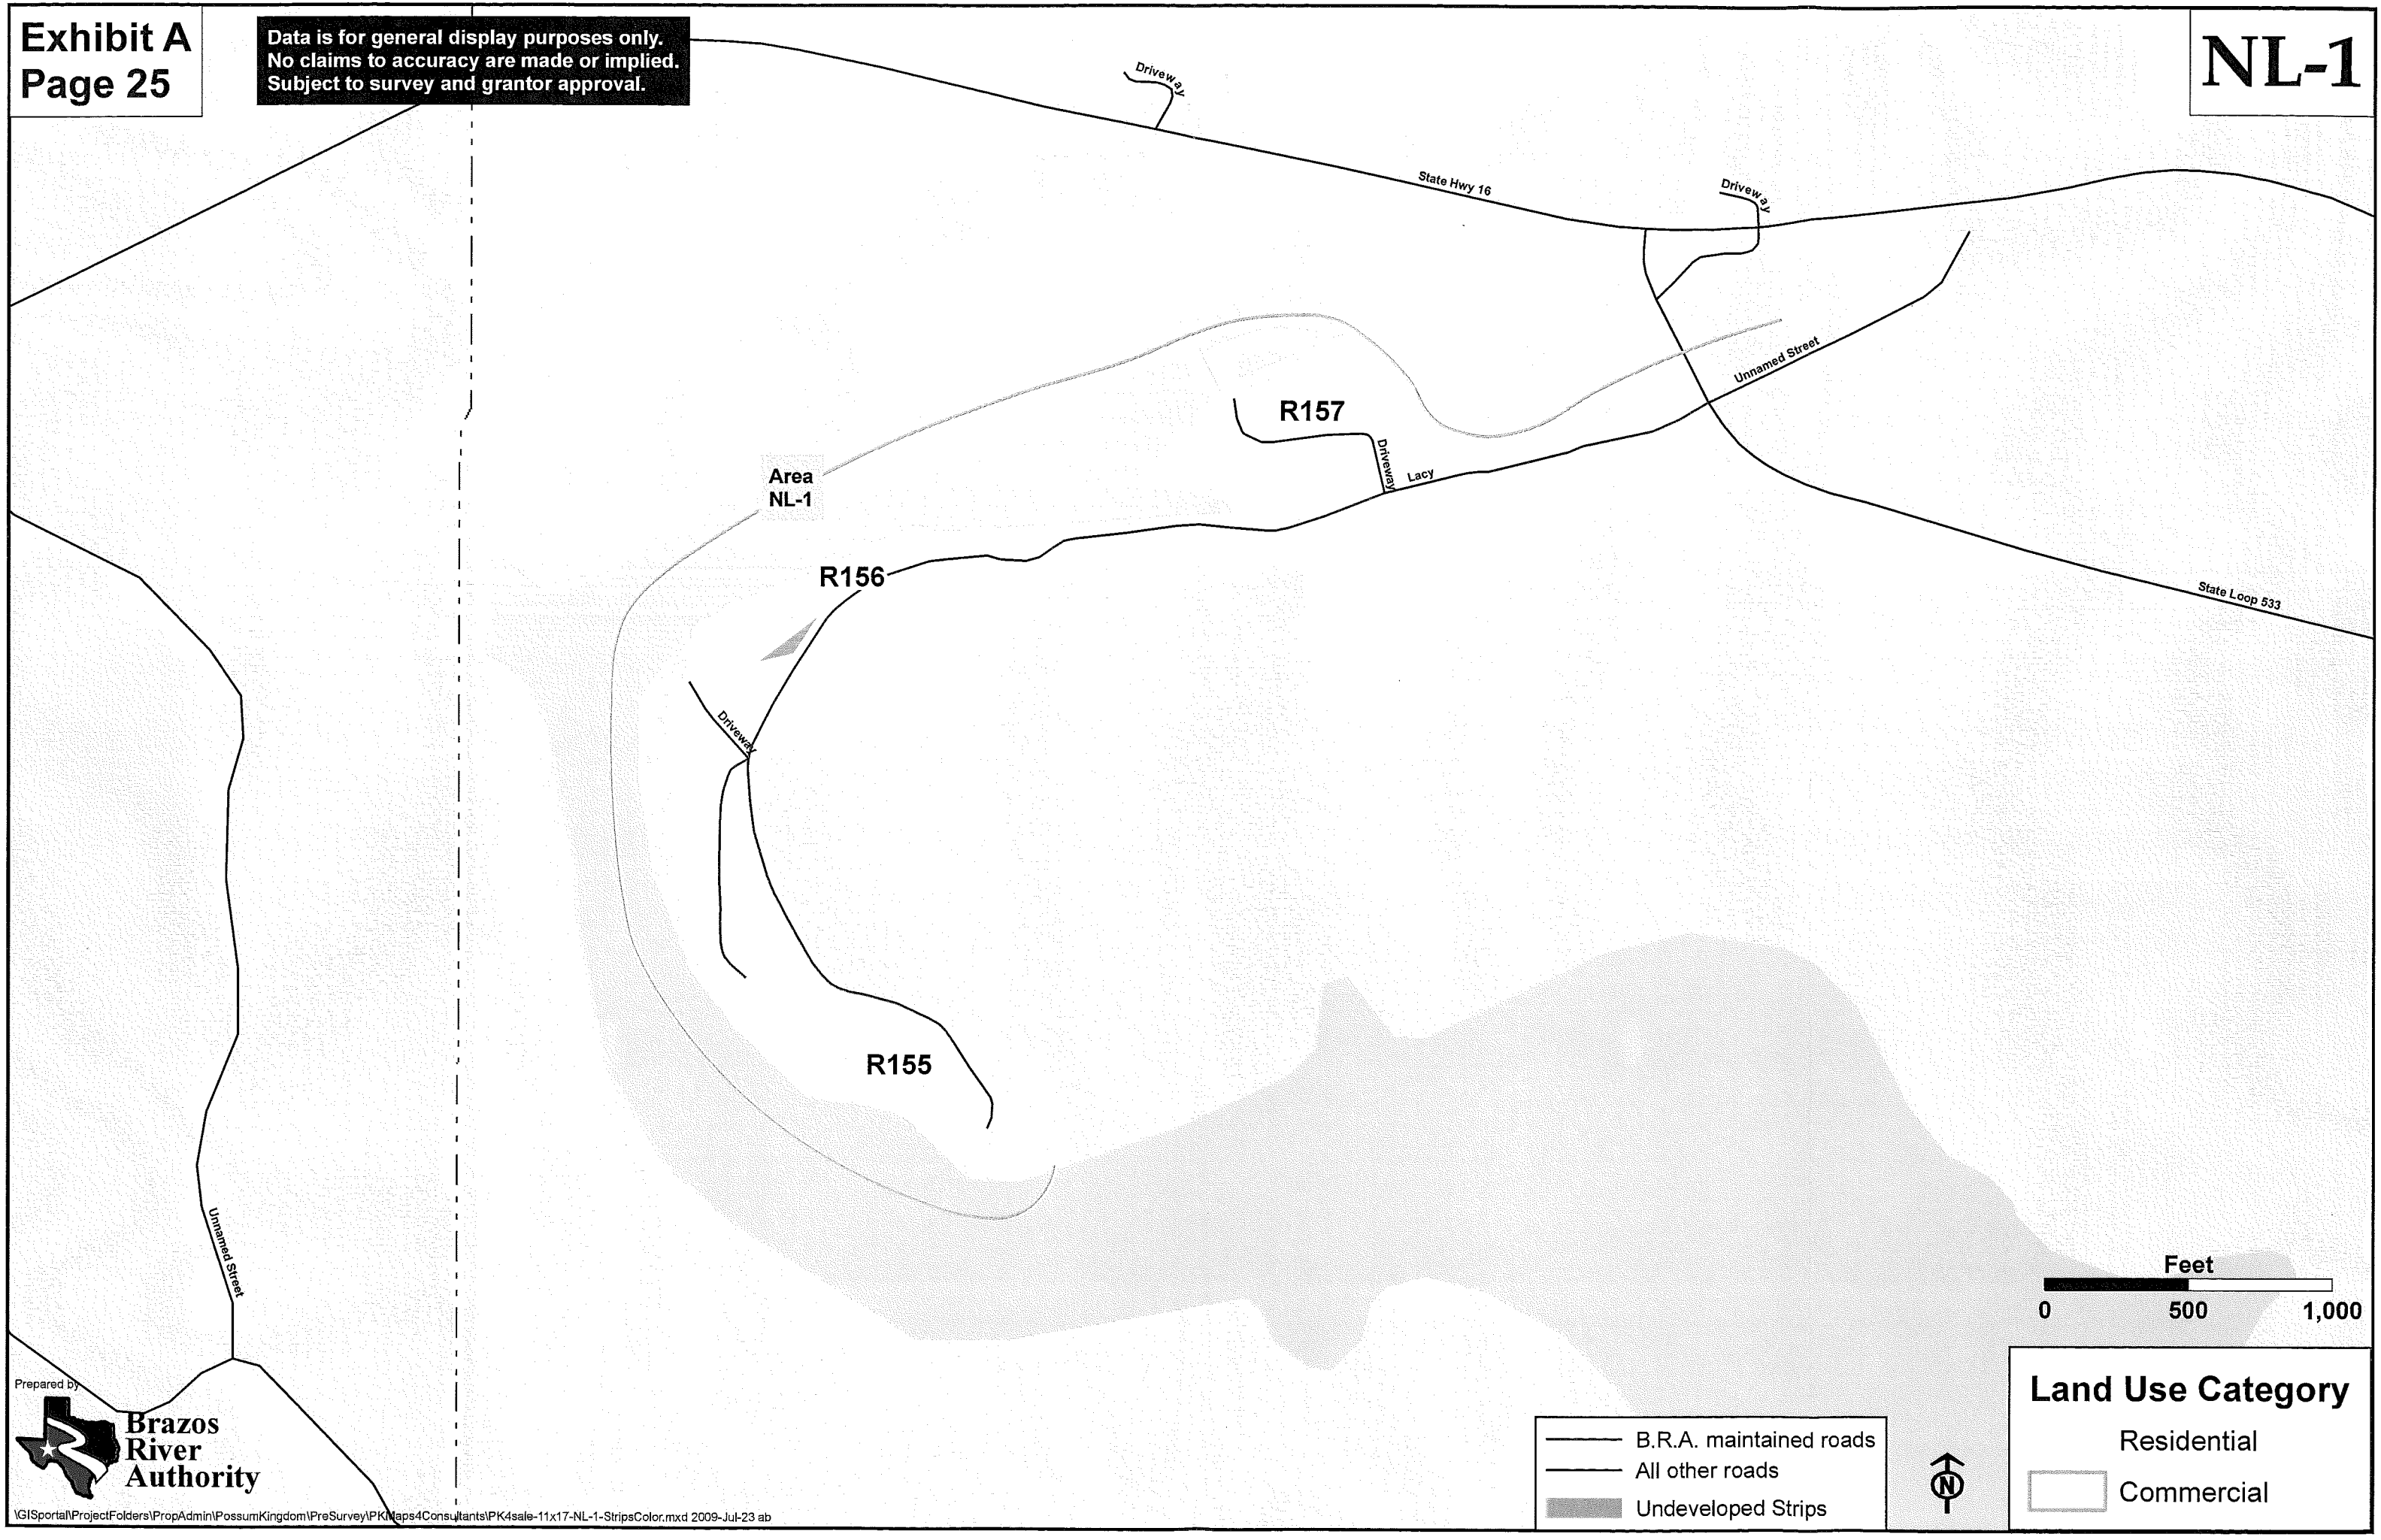 Exhibit A
Page 25
Data is for general display purposes only.
No claims to accuracy are made or implied.
Subject to survey and grantor approval.
NL-1
Driveway
State Hwy 16
Driveway
Unnamed Street
R157
Driveway
Lacy
Area
NL-1
R156
State Loop 533
Driveway
R155
Unnamed Street
Feet
0 500 1,000
Prepared by
Brazos
River
Authority
B.R.A. maintained roads
All other roads
Undeveloped Strips
N
Land Use Category
Residential
Commercial
\GISportal\ProjectFolders\PropAdmin\PossumKingdom\PreSurvey\PKMaps4Consultants\PK4sale-11x17-NL-1-StripsColor.mxd 2009-Jul-23 ab